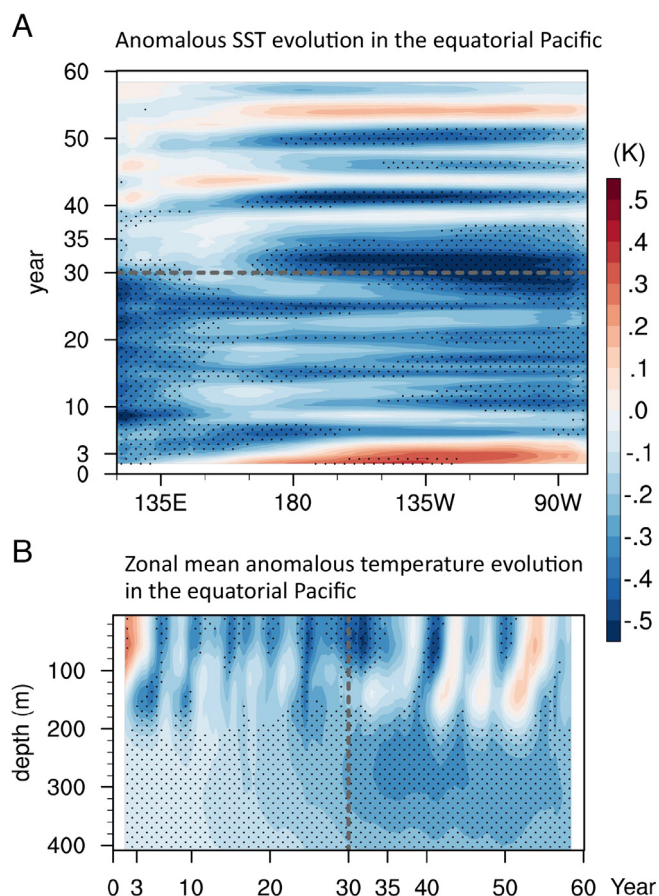 A
Anomalous SST evolution in the equatorial Pacific
60
50
40
35
30
20
10
3
0
year
135E 180 135W 90W
(K)
.5
.4
.3
.2
.1
.0
-.1
-.2
-.3
-.4
-.5
B
Zonal mean anomalous temperature evolution
in the equatorial Pacific
100
200
300
400
depth (m)
0 3 10 20 30 35 40 50 60 Year